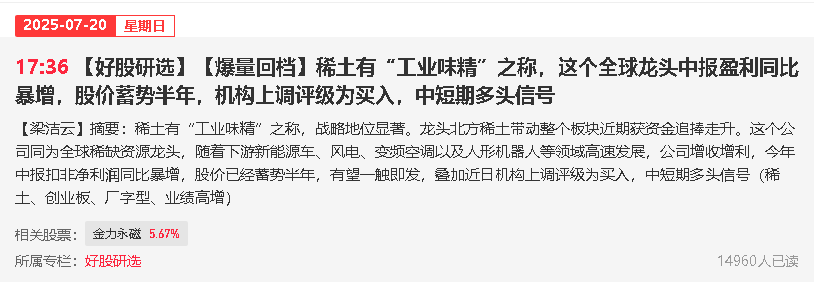 2025-07-20 星期日
17:36 【好股研选】【爆量回档】稀土有“工业味精”之称，这个全球龙头中报盈利同比
暴增，股价蓄势半年，机构上调评级为买入，中短期多头信号
【梁洁云】摘要：稀土有“工业味精”之称，战略地位显著。龙头北方稀土带动整个板块近期获资金追捧走升。这个公
司同为全球稀缺资源龙头，随着下游新能源车、风电、变频空调以及人形机器人等领域高速发展，公司增收增利，今年
中报扣非净利润同比暴增，股价已经蓄势半年，有望一触即发，叠加近日机构上调评级为买入，中短期多头信号（稀
土、创业板、厂字型、业绩高增）
相关股票： 金力永磁 5.67%
所属专栏：好股研选 14960人已读